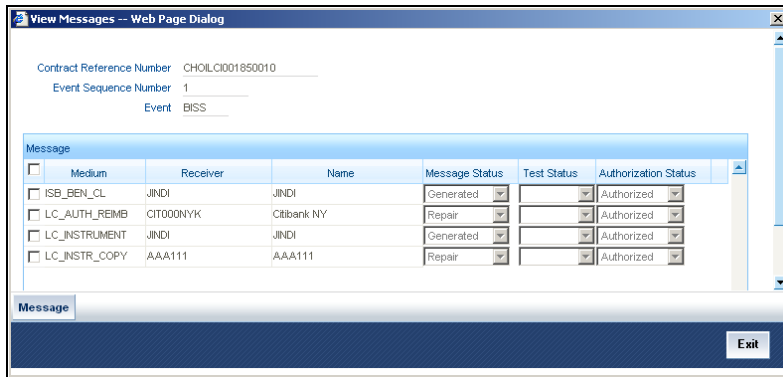 View Messages -- Web Page Dialog
Contract Reference Number CHOILCI001850010
Event Sequence Number 1
Event BISS
Message
Medium Receiver Name Message Status Test Status Authorization Status
ISB_BEN_CL JINDI JINDI Generated Authorized
LC_AUTH_REIMB CIT000NYK Citibank NY Repair Authorized
LC_INSTRUMENT JINDI JINDI Generated Authorized
LC_INSTR_COPY AAA111 AAA111 Repair Authorized
Message
Exit